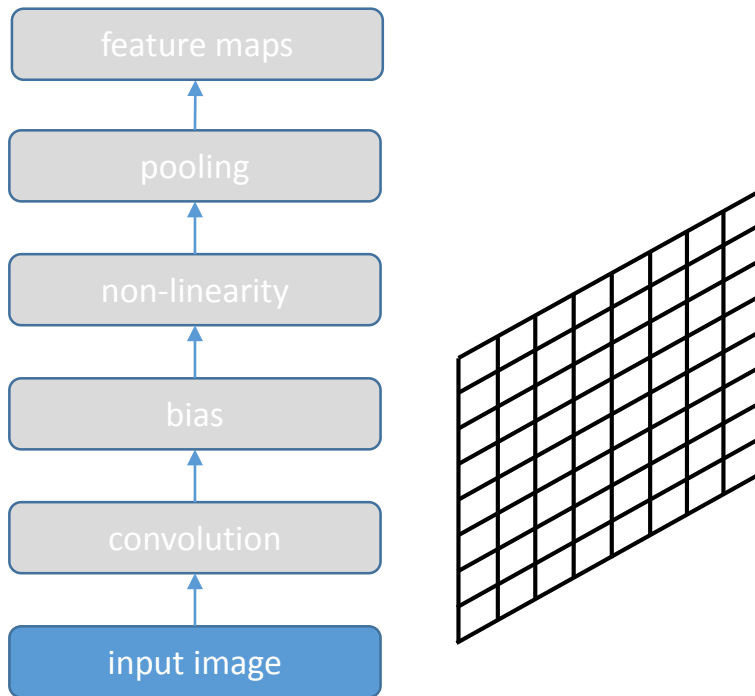 feature maps
pooling
non-linearity
bias
convolution
input image